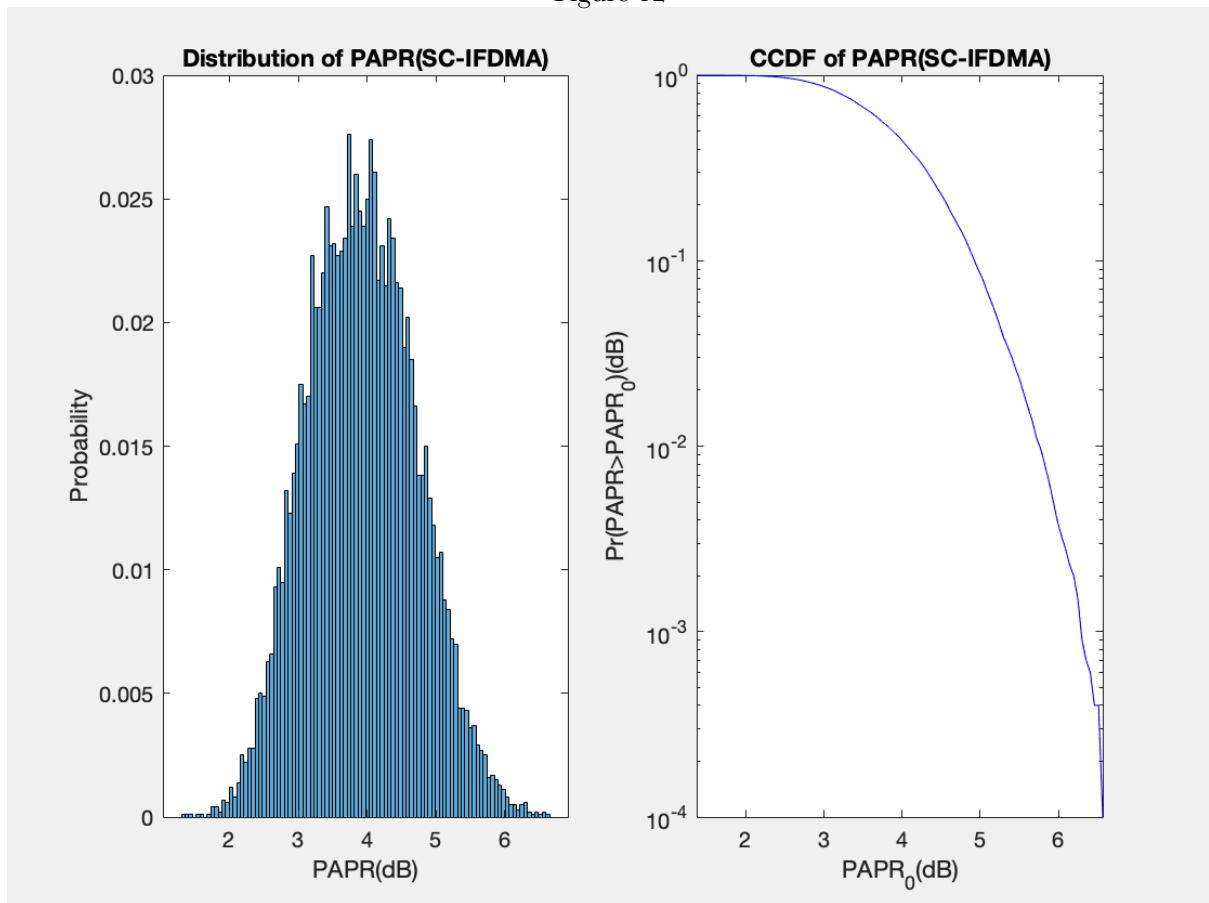 Distribution of PAPR(SC-IFDMA)
0.03
0.025
0.02
0.015
0.01
0.005
0
Probability
2 3 4 5 6
PAPR(dB)
CCDF of PAPR(SC-IFDMA)
10^0
10^-1
10^-2
10^-3
10^-4
Pr(PAPR>PAPR_0)(dB)
2 3 4 5 6
PAPR_0(dB)